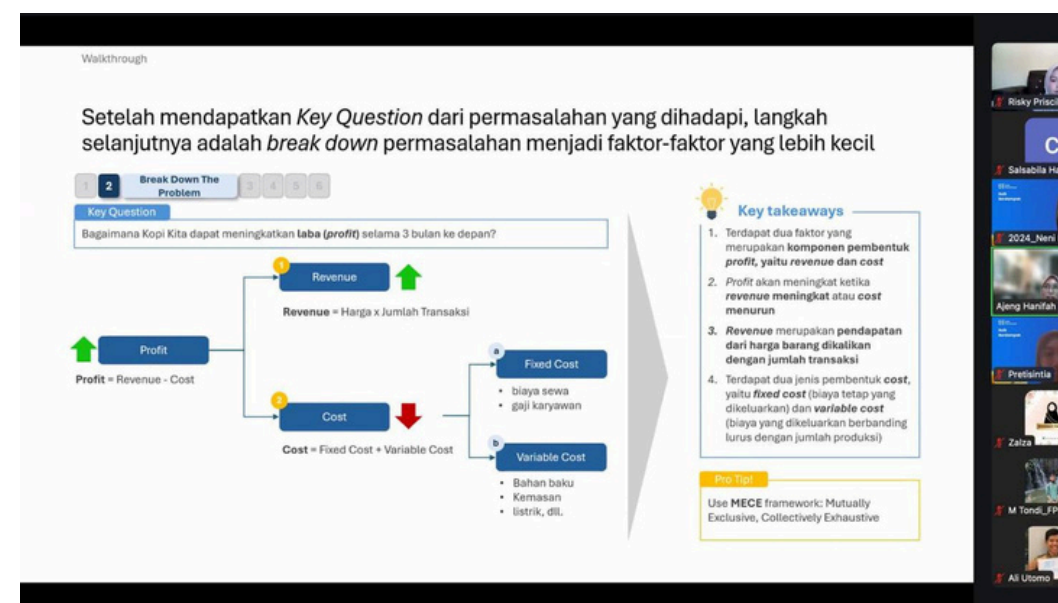 Walkthrough
Setelah mendapatkan Key Question dari permasalahan yang dihadapi, langkah
selanjutnya adalah break down permasalahan menjadi faktor-faktor yang lebih kecil
1
2
Break Down The
Problem
3
4
5
6
Key Question
Bagaimana Kopi Kita dapat meningkatkan laba (profit) selama 3 bulan ke depan?
1
Revenue
Revenue = Harga x Jumlah Transaksi
Profit
Profit = Revenue - Cost
2
Cost
Cost = Fixed Cost + Variable Cost
a
Fixed Cost
• biaya sewa
• gaji karyawan
b
Variable Cost
• Bahan baku
• Kemasan
• listrik, dll.
Key takeaways
1. Terdapat dua faktor yang
merupakan komponen pembentuk
profit, yaitu revenue dan cost
2. Profit akan meningkat ketika
revenue meningkat atau cost
menurun
3. Revenue merupakan pendapatan
dari harga barang dikalikan
dengan jumlah transaksi
4. Terdapat dua jenis pembentuk cost,
yaitu fixed cost (biaya tetap yang
dikeluarkan) dan variable cost
(biaya yang dikeluarkan berbanding
lurus dengan jumlah produksi)
Pro Tip!
Use MECE framework: Mutually
Exclusive, Collectively Exhaustive
Risky Prisci
C
Salsabila Ha
2024_Neni
Ajeng Hanifah
Pretisintia
Zalza
M Tondi_FP
Ali Utomo